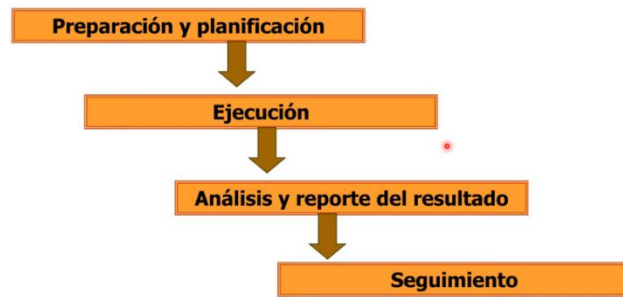 Preparación y planificación
Ejecución
Análisis y reporte del resultado
Seguimiento